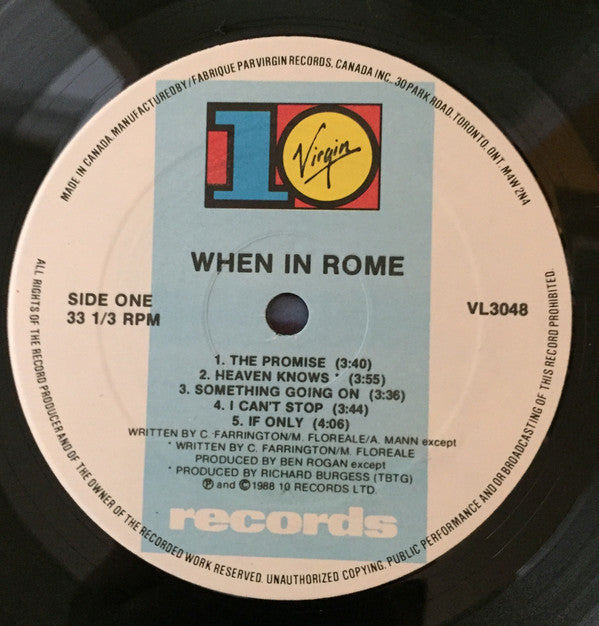 MADE IN CANADA. MANUFACTURED BY / FABRIQUE PAR VIRGIN RECORDS, CANADA INC., 30 PARK ROAD, TORONTO, ONT. M4W 2N4
10
Virgin
WHEN IN ROME
SIDE ONE
33 1/3 RPM
VL3048
1. THE PROMISE (3:40)
2. HEAVEN KNOWS * (3:55)
3. SOMETHING GOING ON (3:36)
4. I CAN'T STOP (3:44)
5. IF ONLY (4:06)
WRITTEN BY C. FARRINGTON/M. FLOREALE/A. MANN except
* WRITTEN BY C. FARRINGTON/M. FLOREALE
PRODUCED BY BEN ROGAN except
* PRODUCED BY RICHARD BURGESS (TBTG)
℗ and © 1988 10 RECORDS LTD.
records
ALL RIGHTS OF THE RECORD PRODUCER AND OF THE OWNER OF THE RECORDED WORK RESERVED. UNAUTHORIZED COPYING, PUBLIC PERFORMANCE AND/OR BROADCASTING OF THIS RECORD PROHIBITED.